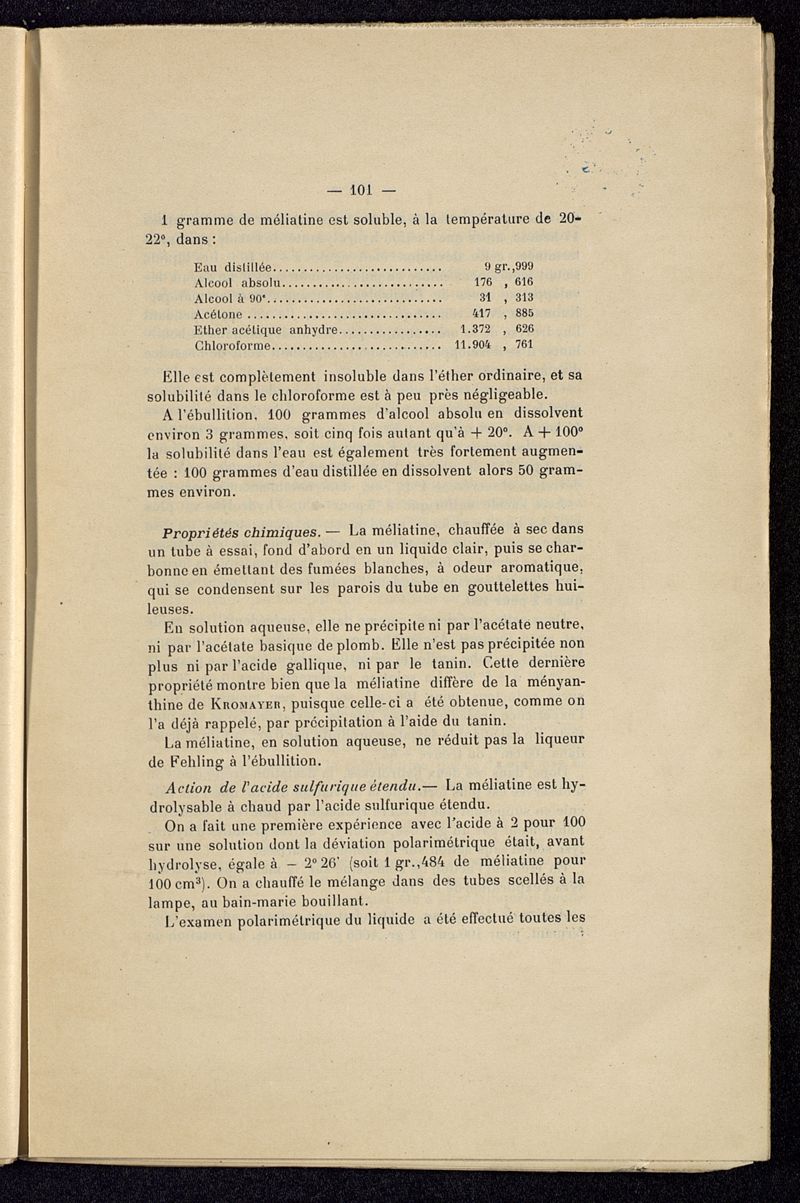 — 101 —
1 gramme de méliatine est soluble, à la température de 20-
22°, dans :
Eau distillée............................ 9 gr.,999
Alcool absolu........................... 176 , 616
Alcool à 90°............................. 31 , 313
Acétone ................................ 417 , 885
Ether acétique anhydre................. 1.372 , 626
Chloroforme............................ 11.904 , 761
Elle est complètement insoluble dans l'éther ordinaire, et sa
solubilité dans le chloroforme est à peu près négligeable.
A l'ébullition, 100 grammes d'alcool absolu en dissolvent
environ 3 grammes, soit cinq fois autant qu'à + 20°. A + 100°
la solubilité dans l'eau est également très fortement augmen-
tée : 100 grammes d'eau distillée en dissolvent alors 50 gram-
mes environ.
Propriétés chimiques. — La méliatine, chauffée à sec dans
un tube à essai, fond d'abord en un liquide clair, puis se char-
bonne en émettant des fumées blanches, à odeur aromatique,
qui se condensent sur les parois du tube en gouttelettes hui-
leuses.
En solution aqueuse, elle ne précipite ni par l'acétate neutre,
ni par l'acétate basique de plomb. Elle n'est pas précipitée non
plus ni par l'acide gallique, ni par le tanin. Cette dernière
propriété montre bien que la méliatine diffère de la ményan-
thine de KROMAYER, puisque celle-ci a été obtenue, comme on
l'a déjà rappelé, par précipitation à l'aide du tanin.
La méliatine, en solution aqueuse, ne réduit pas la liqueur
de Fehling à l'ébullition.
Action de l'acide sulfurique étendu.— La méliatine est hy-
drolysable à chaud par l'acide sulfurique étendu.
On a fait une première expérience avec l'acide à 2 pour 100
sur une solution dont la déviation polarimétrique était, avant
hydrolyse, égale à — 2° 26' (soit 1 gr.,484 de méliatine pour
100 cm³). On a chauffé le mélange dans des tubes scellés à la
lampe, au bain-marie bouillant.
L'examen polarimétrique du liquide a été effectué toutes les